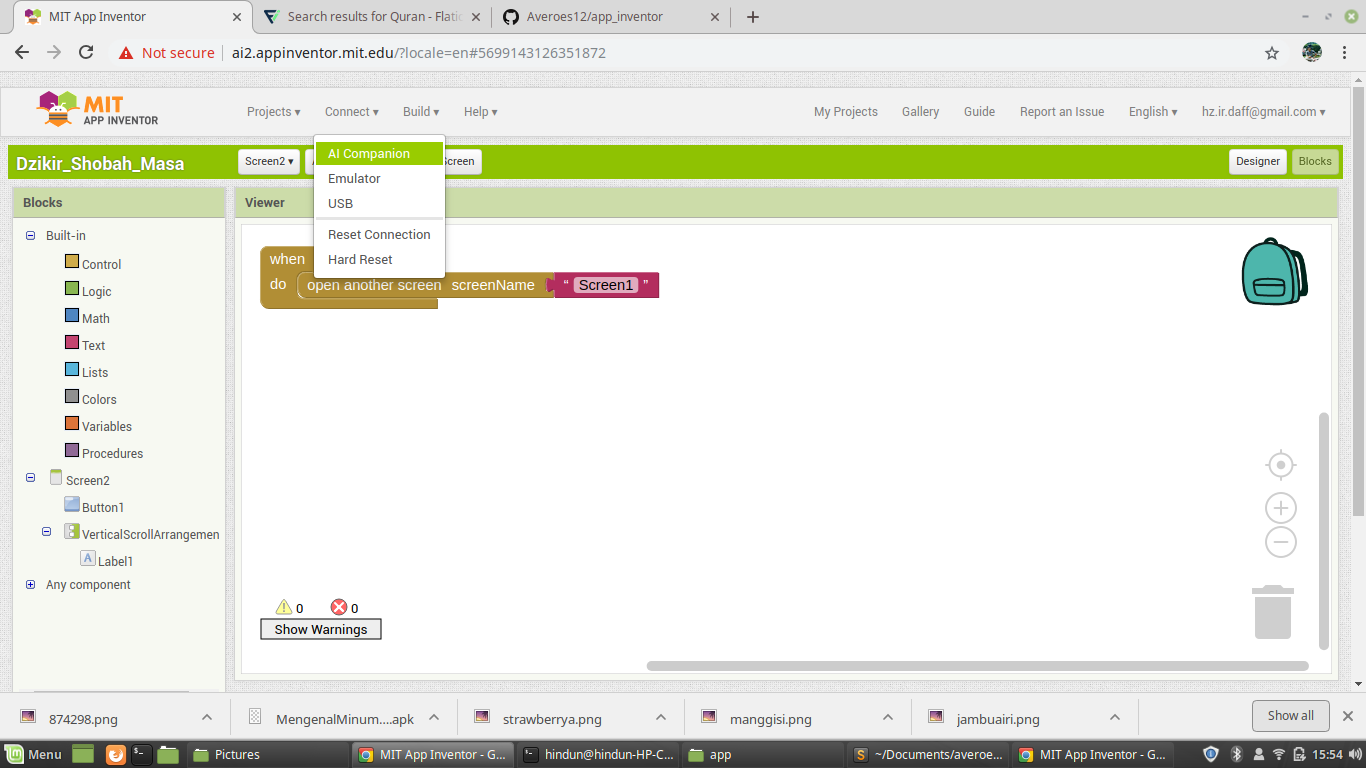 MIT App Inventor
Search results for Quran - Flatic
Averoes12/app_inventor
Not secure
ai2.appinventor.mit.edu/?locale=en#5699143126351872
MIT
APP INVENTOR
Projects ▾ Connect ▾ Build ▾ Help ▾
My Projects Gallery Guide Report an Issue English ▾ hz.ir.daff@gmail.com ▾
Dzikir_Shobah_Masa
Screen2 ▾
Screen
Designer Blocks
AI Companion
Emulator
USB
Reset Connection
Hard Reset
Blocks
Built-in
Control
Logic
Math
Text
Lists
Colors
Variables
Procedures
Screen2
Button1
VerticalScrollArrangemen
Label1
Any component
Viewer
when
do open another screen screenName “ Screen1 ”
0 0
Show Warnings
874298.png
MengenalMinum....apk
strawberrya.png
manggisi.png
jambuairi.png
Show all
Menu
Pictures
MIT App Inventor - G...
hindun@hindun-HP-C...
app
~/Documents/averoe...
MIT App Inventor - G...
15:54